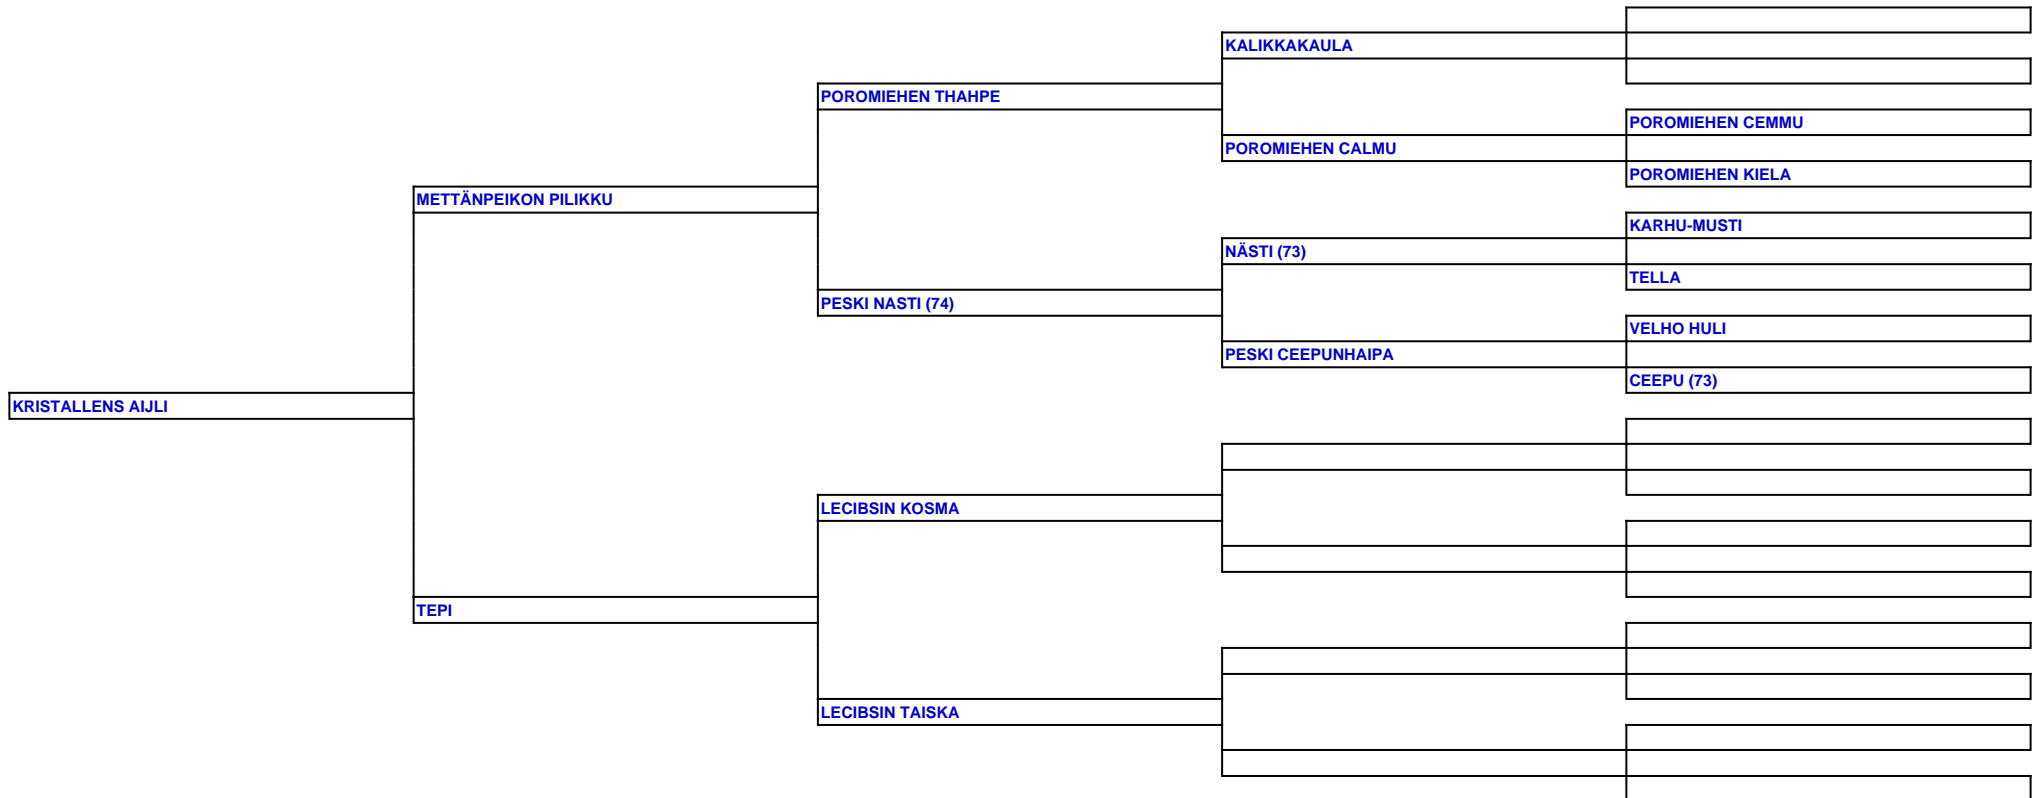 KALIKKAKAULA
POROMIEHEN THAHPE
POROMIEHEN CEMMU
POROMIEHEN CALMU
POROMIEHEN KIELA
METTÄNPEIKON PILIKKU
KARHU-MUSTI
NÄSTI (73)
TELLA
PESKI NASTI (74)
VELHO HULI
PESKI CEEPUNHAIPA
CEEPU (73)
KRISTALLENS AIJLI
LECIBSIN KOSMA
TEPI
LECIBSIN TAISKA